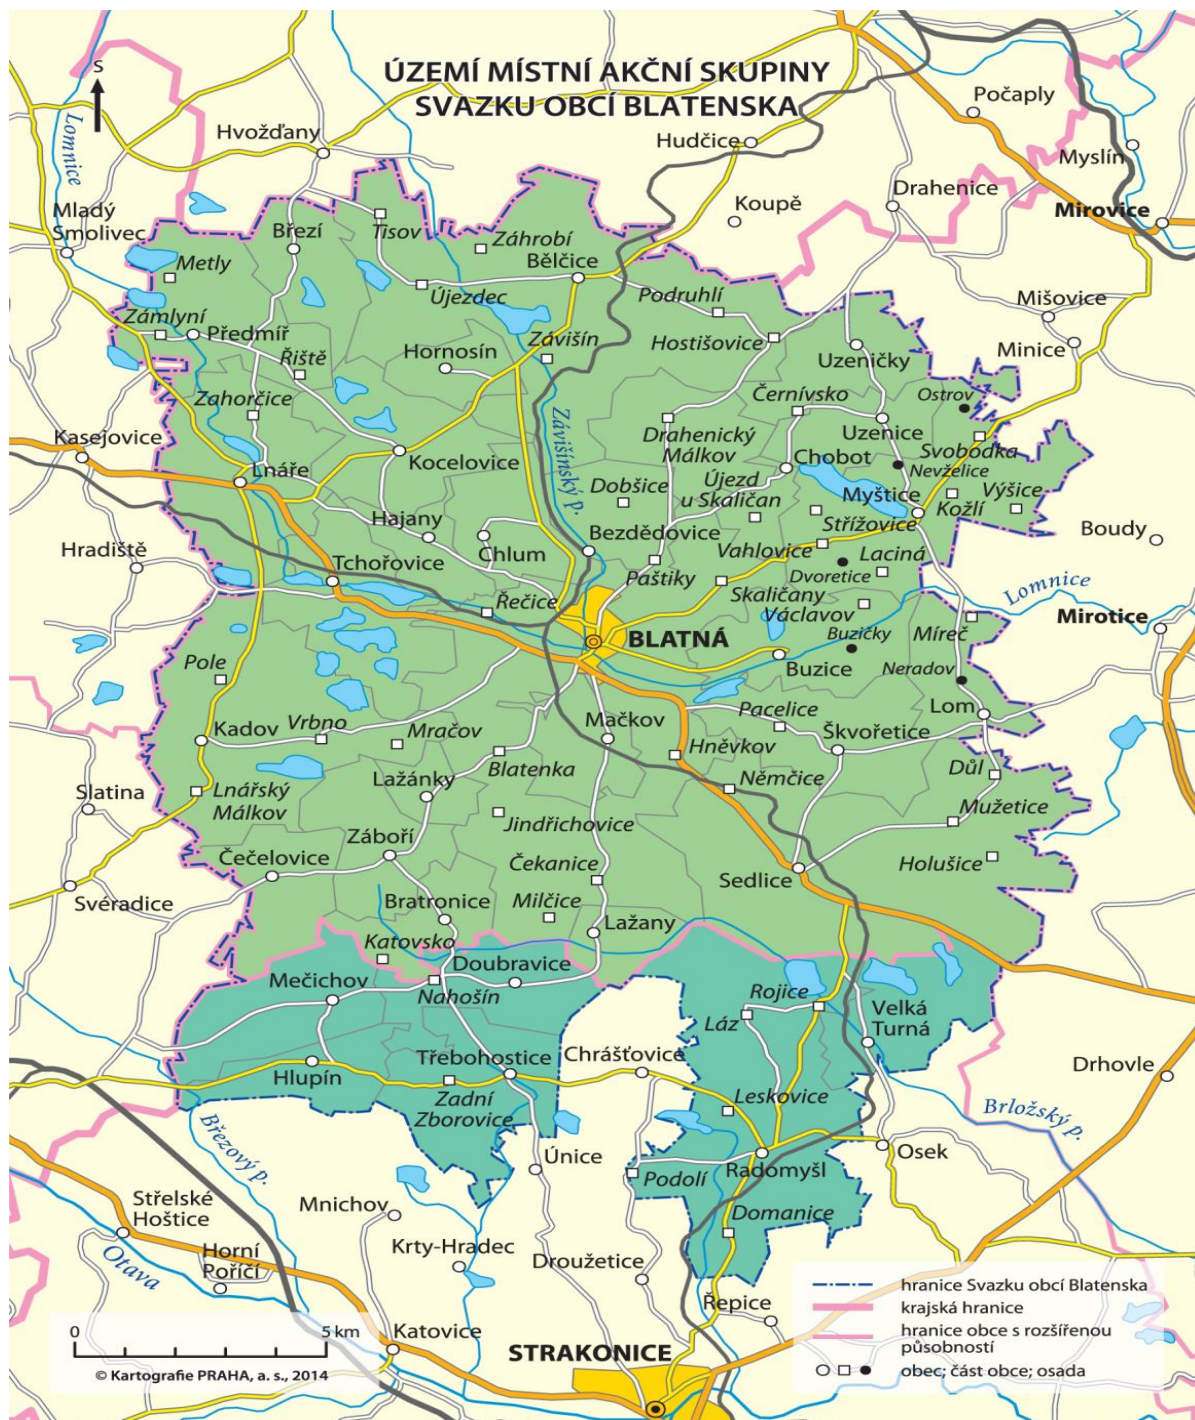 ÚZEMÍ MÍSTNÍ AKČNÍ SKUPINY
SVAZKU OBCÍ BLATENSKA
S
Lomnice
Hvožďany
Hudčice
Počaply
Myslín
Mladý
Smolivec
Březí
Tisov
Záhrobí
Koupě
Drahenice
Mirovice
Metly
Bělčice
Újezdec
Podruhlí
Mišovice
Zámlyní
Předmíř
Řiště
Hornosín
Závišín
Hostišovice
Uzeničky
Minice
Zahorčice
Černívsko
Ostrov
Kasejovice
Lnáře
Kocelovice
Závišínský p.
Drahenický
Málkov
Uzenice
Svobodka
Chobot
Nevželice
Dobšice
Újezd
u Skaličan
Myštice
Výšice
Kožlí
Hajany
Chlum
Bezdědovice
Střížovice
Boudy
Hradiště
Tchořovice
Paštiky
Vahlovice
Laciná
Dvoretice
Řečice
Skaličany
Václavov
Lomnice
BLATNÁ
Buzičky
Míreč
Mirotice
Pole
Buzice
Neradov
Kadov
Vrbno
Mračov
Mačkov
Pacelice
Lom
Škvořetice
Blatenka
Hněvkov
Slatina
Lnářský
Málkov
Lažánky
Němčice
Důl
Jindřichovice
Mužetice
Záboří
Čečelovice
Čekanice
Sedlice
Holušice
Svéradice
Bratronice
Milčice
Lažany
Katovsko
Mečichov
Doubravice
Nahošín
Rojice
Láz
Velká
Turná
Třebohostice
Chrášťovice
Drhovle
Hlupín
Zadní
Zborovice
Leskovice
Březový p.
Brložský p.
Únice
Podolí
Radomyšl
Osek
Střelské
Hoštice
Mnichov
Domanice
Otava
Horní
Poříčí
Krty-Hradec
Droužetice
Řepice
Katovice
STRAKONICE
0 5 km
© Kartografie PRAHA, a. s., 2014
hranice Svazku obcí Blatenska
krajská hranice
hranice obce s rozšířenou
působností
obec; část obce; osada